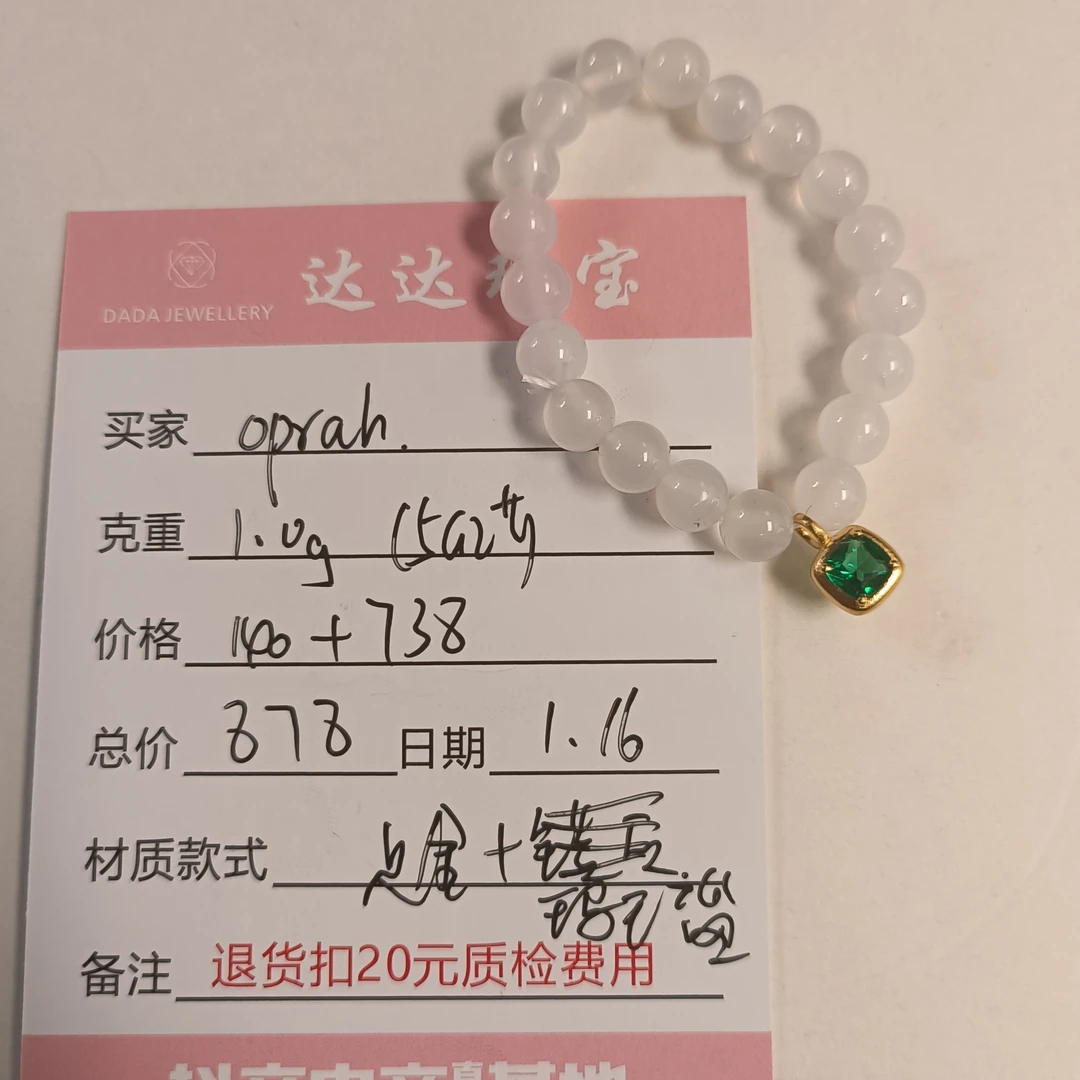 达达 宝
DADA JEWELLERY
买家 oprah.
克重 1.0g
价格 140+738
总价 878 日期 1.16
材质款式 足金+
备注 退货扣20元质检费用